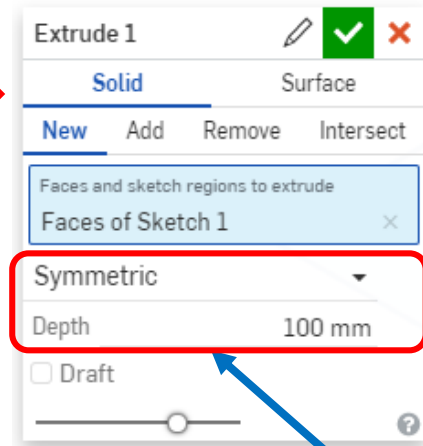 Extrude 1
Solid Surface
New Add Remove Intersect
Faces and sketch regions to extrude
Faces of Sketch 1
Symmetric
Depth 100 mm
Draft
?